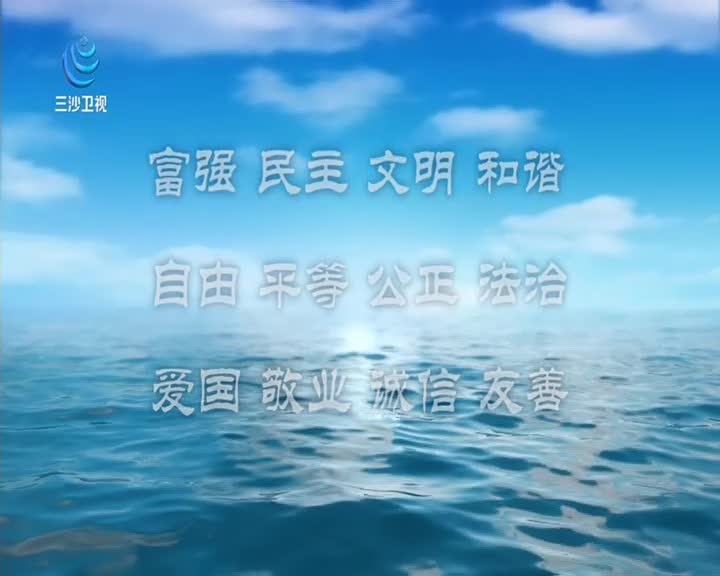 三沙卫视
富强 民主 文明 和谐
自由 平等 公正 法治
爱国 敬业 诚信 友善